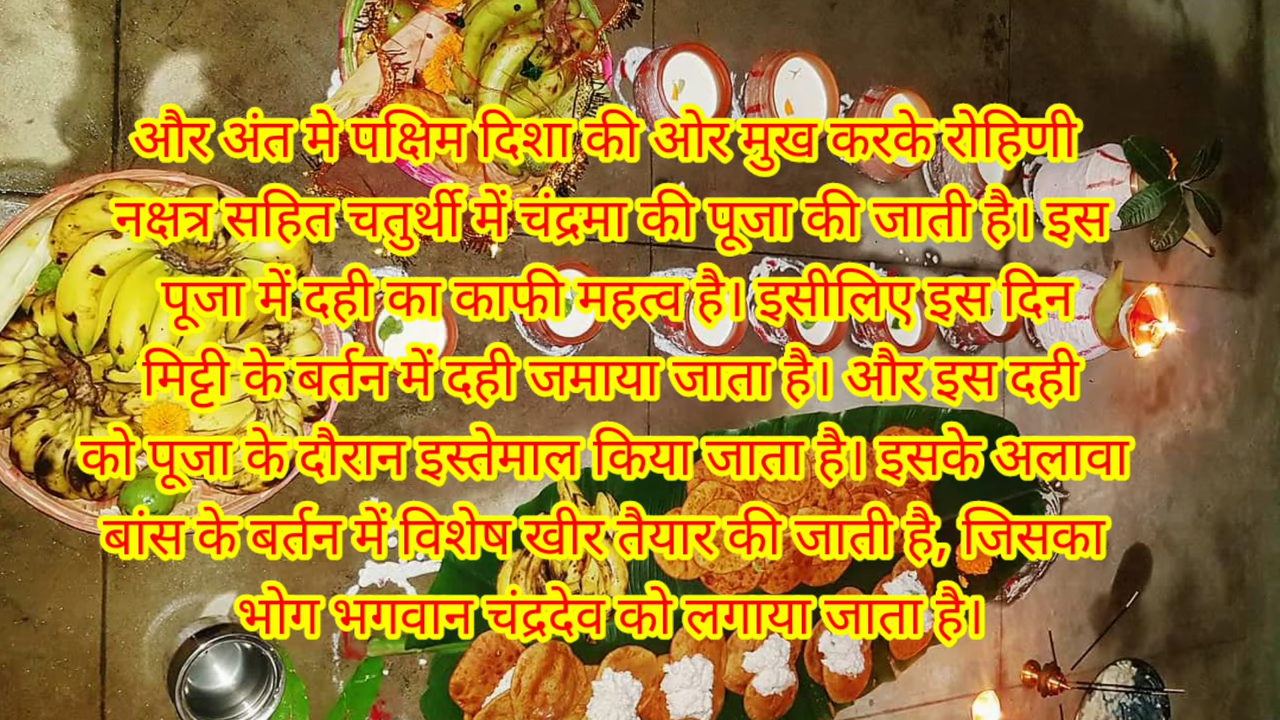 और अंत मे पक्षिम दिशा की ओर मुख करके रोहिणी
नक्षत्र सहित चतुर्थी में चंद्रमा की पूजा की जाती है। इस
पूजा में दही का काफी महत्व है। इसीलिए इस दिन
मिट्टी के बर्तन में दही जमाया जाता है। और इस दही
को पूजा के दौरान इस्तेमाल किया जाता है। इसके अलावा
बांस के बर्तन में विशेष खीर तैयार की जाती है, जिसका
भोग भगवान चंद्रदेव को लगाया जाता है।